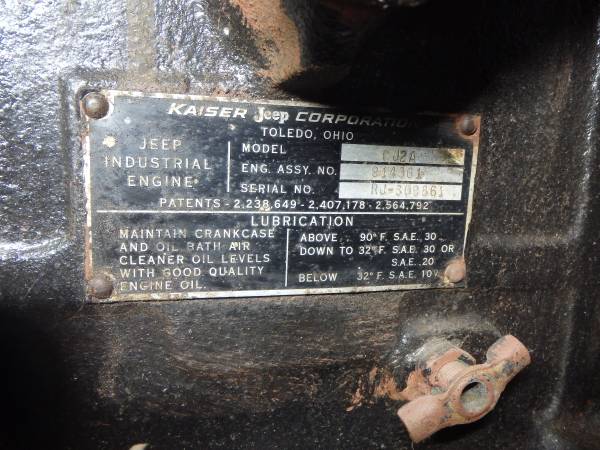 KAISER Jeep CORPORATION
TOLEDO, OHIO
JEEP INDUSTRIAL ENGINE
MODEL CJ2A
ENG. ASSY. NO.
SERIAL NO.
PATENTS - 2,238,649 - 2,407,178 - 2,564,792
LUBRICATION
MAINTAIN CRANKCASE
AND OIL BATH AIR
CLEANER OIL LEVELS
WITH GOOD QUALITY
ENGINE OIL.
ABOVE 90° F. S.A.E. 30
DOWN TO 32° F. S.A.E. 30 OR
S.A.E. 20
BELOW 32° F. S.A.E. 10W